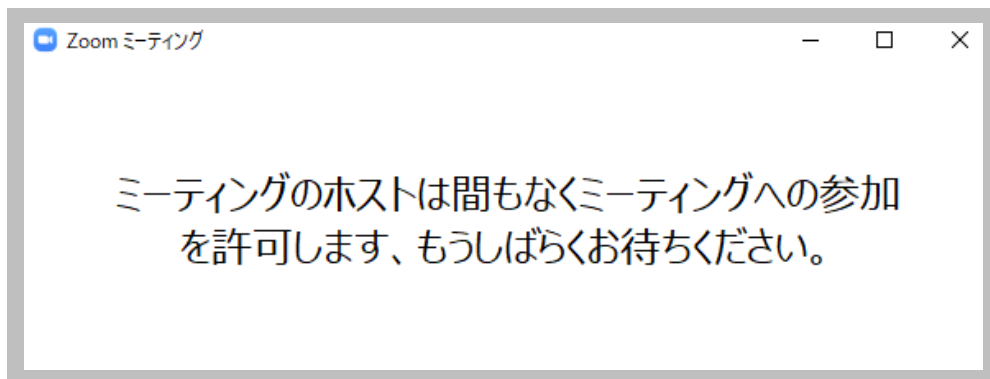 Zoom ミーティング
ミーティングのホストは間もなくミーティングへの参加
を許可します、もうしばらくお待ちください。